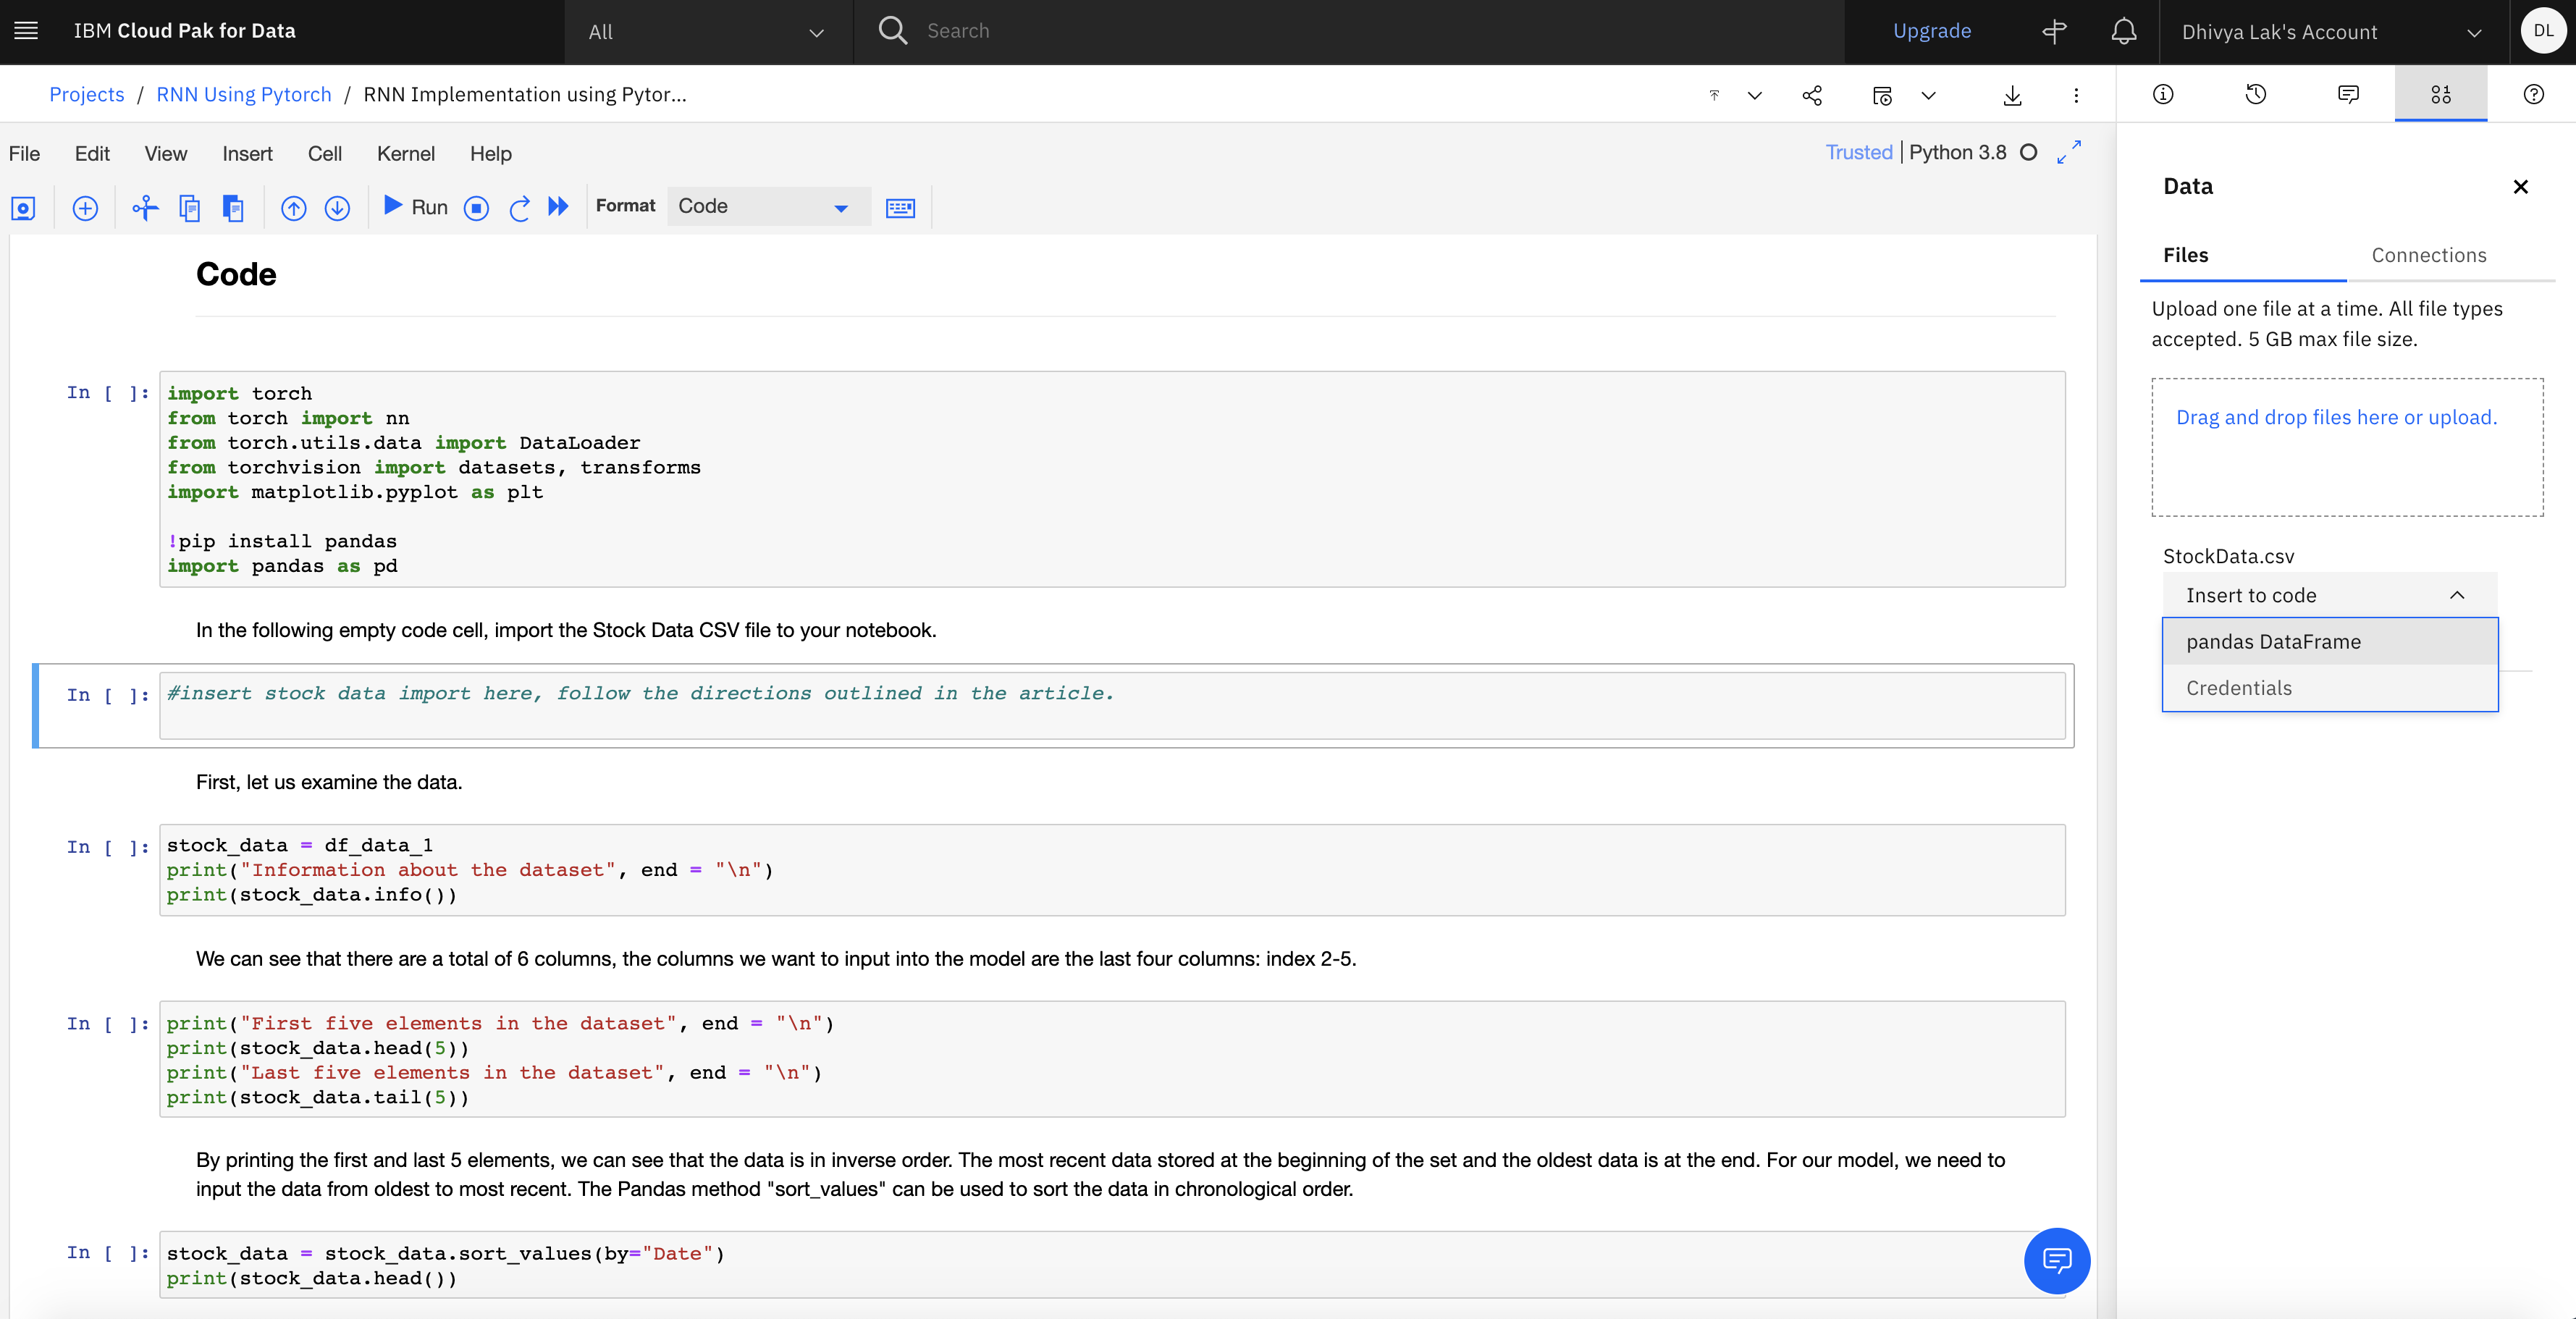 IBM Cloud Pak for Data
All
Search
Upgrade
Dhivya Lak's Account
DL
Projects / RNN Using Pytorch / RNN Implementation using Pytor...
File Edit View Insert Cell Kernel Help
Trusted | Python 3.8
Run
Format
Code
Code
In [ ]:
import torch
from torch import nn
from torch.utils.data import DataLoader
from torchvision import datasets, transforms
import matplotlib.pyplot as plt
!pip install pandas
import pandas as pd
In the following empty code cell, import the Stock Data CSV file to your notebook.
In [ ]:
#insert stock data import here, follow the directions outlined in the article.
First, let us examine the data.
In [ ]:
stock_data = df_data_1
print("Information about the dataset", end = "\n")
print(stock_data.info())
We can see that there are a total of 6 columns, the columns we want to input into the model are the last four columns: index 2-5.
In [ ]:
print("First five elements in the dataset", end = "\n")
print(stock_data.head(5))
print("Last five elements in the dataset", end = "\n")
print(stock_data.tail(5))
By printing the first and last 5 elements, we can see that the data is in inverse order. The most recent data stored at the beginning of the set and the oldest data is at the end. For our model, we need to
input the data from oldest to most recent. The Pandas method "sort_values" can be used to sort the data in chronological order.
In [ ]:
stock_data = stock_data.sort_values(by="Date")
print(stock_data.head())
Data
Files
Connections
Upload one file at a time. All file types
accepted. 5 GB max file size.
Drag and drop files here or upload.
StockData.csv
Insert to code
pandas DataFrame
Credentials